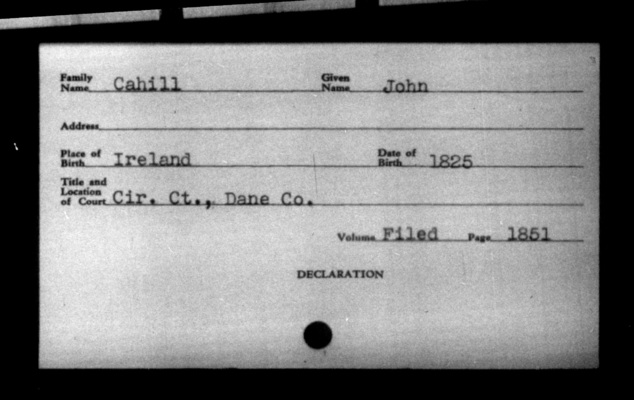 Family Name Cahill Given Name John
Address
Place of Birth Ireland Date of Birth 1825
Title and Location of Court Cir. Ct., Dane Co.
Volume Filed Page 1851
DECLARATION